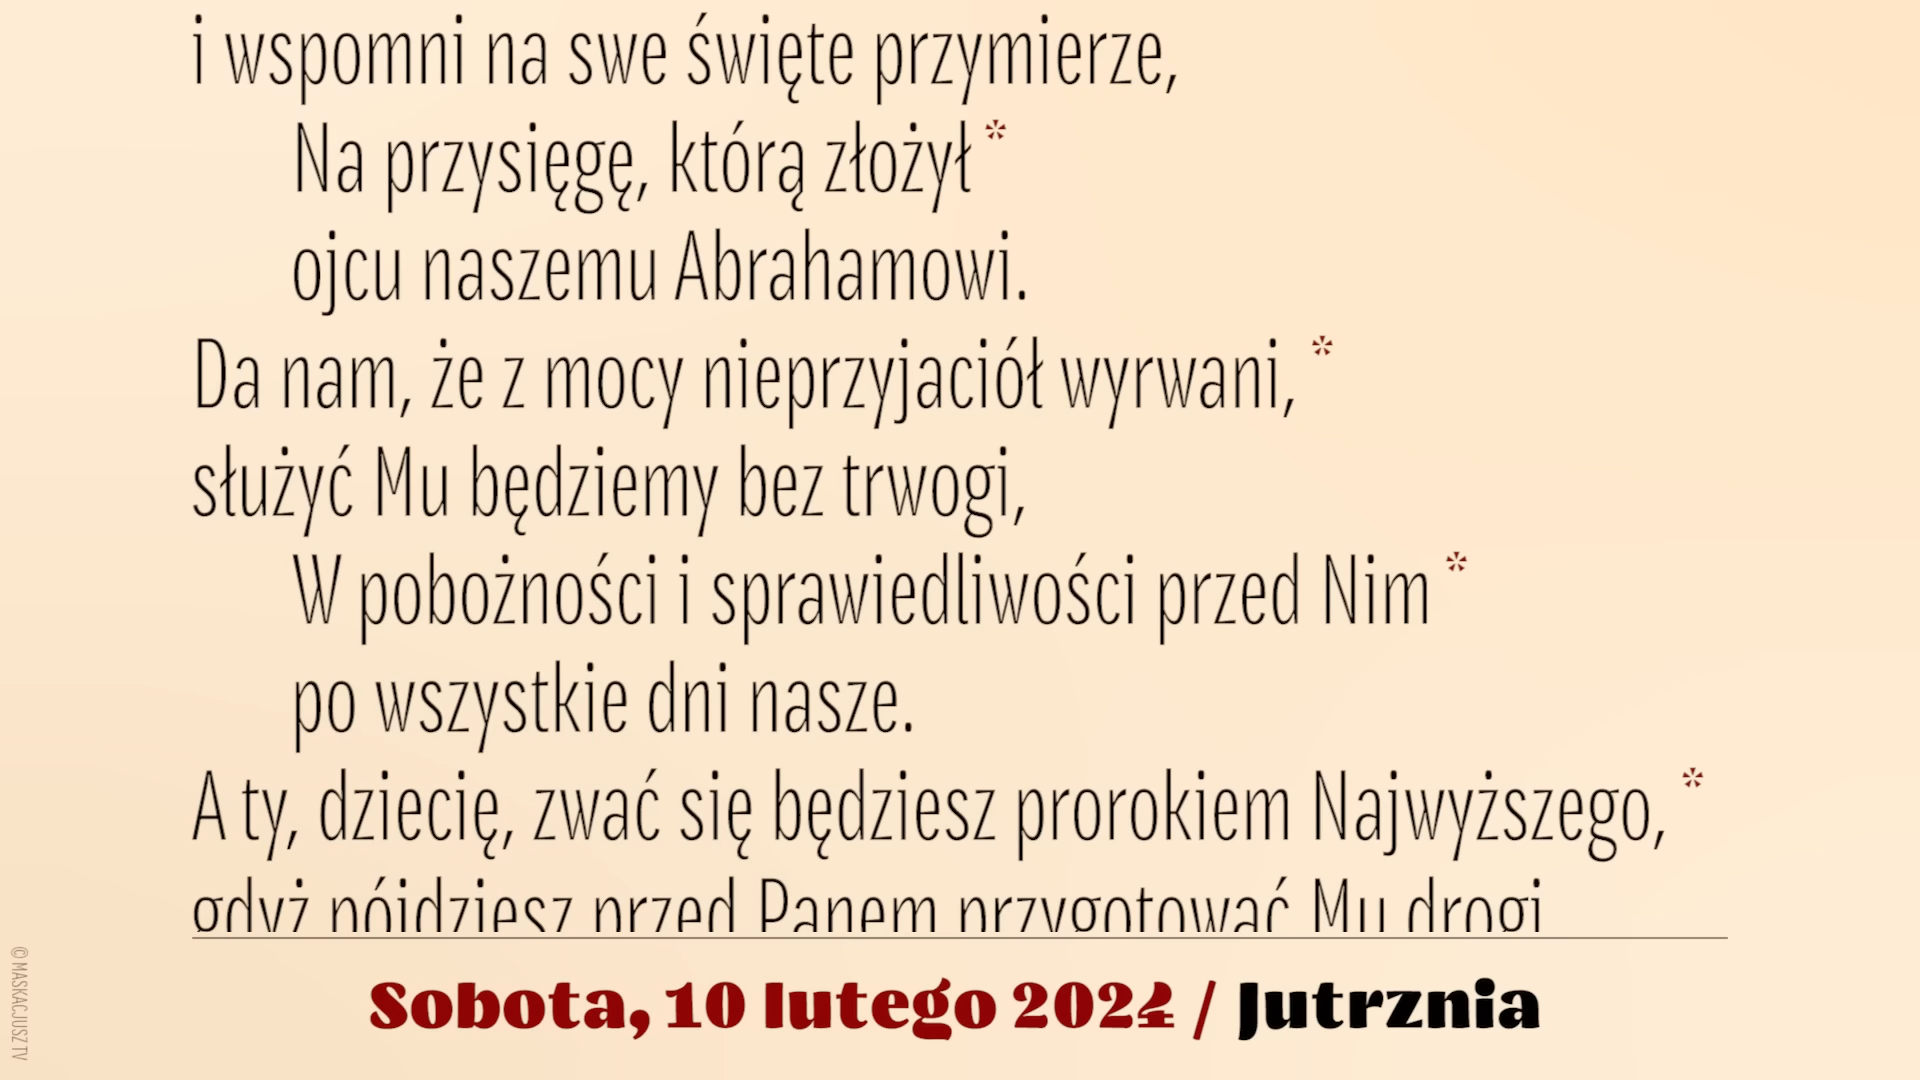 i wspomni na swe święte przymierze,
Na przysięgę, którą złożył *
ojcu naszemu Abrahamowi.
Da nam, że z mocy nieprzyjaciół wyrwani, *
służyć Mu będziemy bez trwogi,
W pobożności i sprawiedliwości przed Nim *
po wszystkie dni nasze.
A ty, dziecię, zwać się będziesz prorokiem Najwyższego, *
gdyż pójdziesz przed Panem przygotować Mu drogi
Sobota, 10 lutego 2024 / Jutrznia
© MASKACJUSZ TV